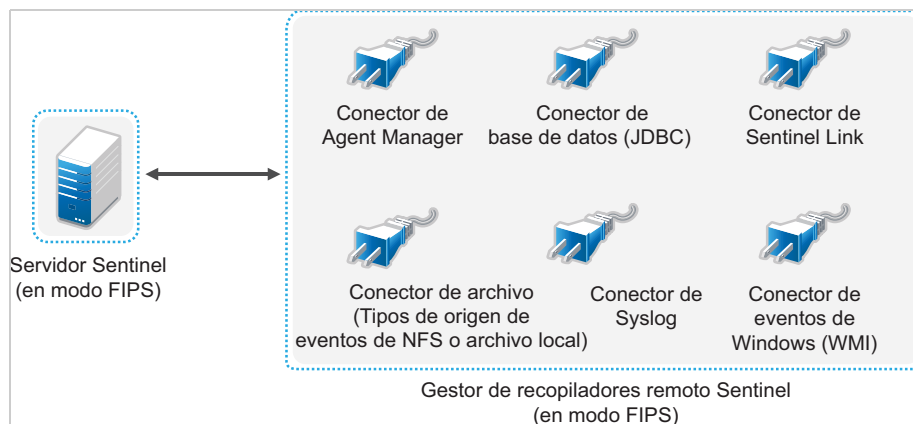 Conector de
Agent Manager
Conector de
base de datos (JDBC)
Conector de
Sentinel Link
Servidor Sentinel
(en modo FIPS)
Conector de archivo
(Tipos de origen de
eventos de NFS o archivo local)
Conector de
Syslog
Conector de
eventos de
Windows (WMI)
Gestor de recopiladores remoto Sentinel
(en modo FIPS)